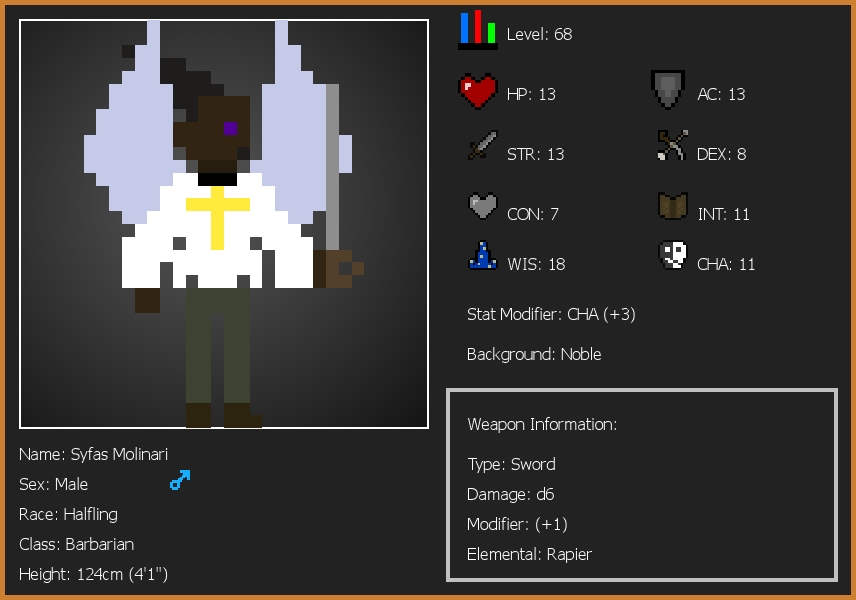 Level: 68
HP: 13
AC: 13
STR: 13
DEX: 8
CON: 7
INT: 11
WIS: 18
CHA: 11
Stat Modifier: CHA (+3)
Background: Noble
Weapon Information:
Type: Sword
Damage: d6
Modifier: (+1)
Elemental: Rapier
Name: Syfas Molinari
Sex: Male
Race: Halfling
Class: Barbarian
Height: 124cm (4'1")